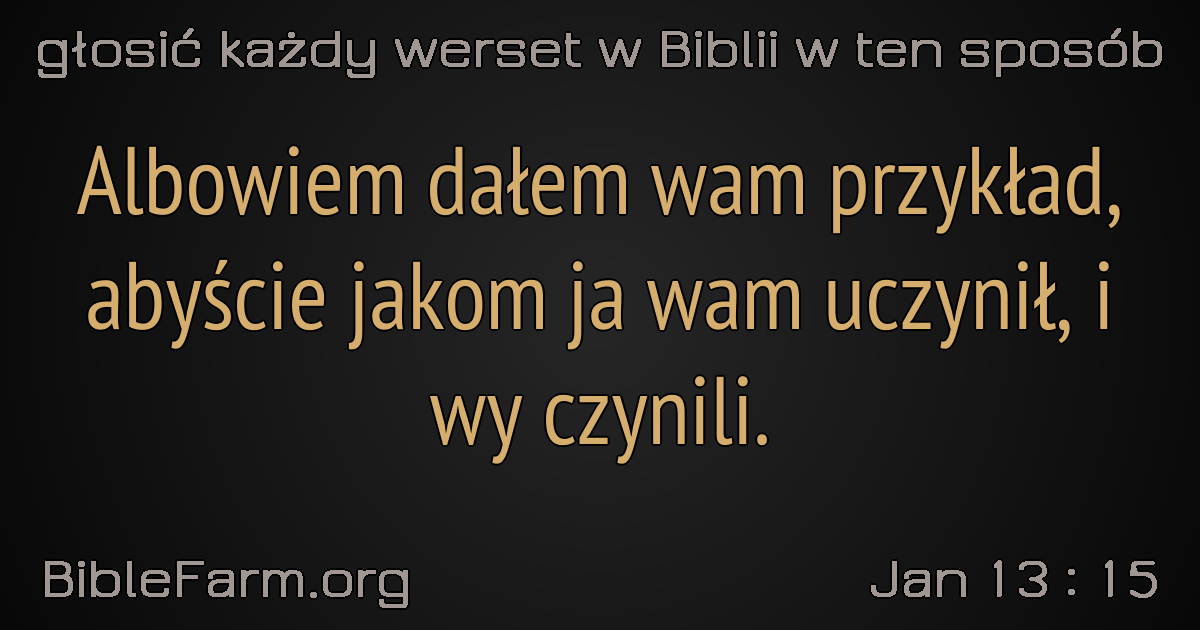 głosić każdy werset w Biblii w ten sposób
Albowiem dałem wam przykład,
abyście jakom ja wam uczynił, i
wy czynili.
BibleFarm.org
Jan 13 : 15